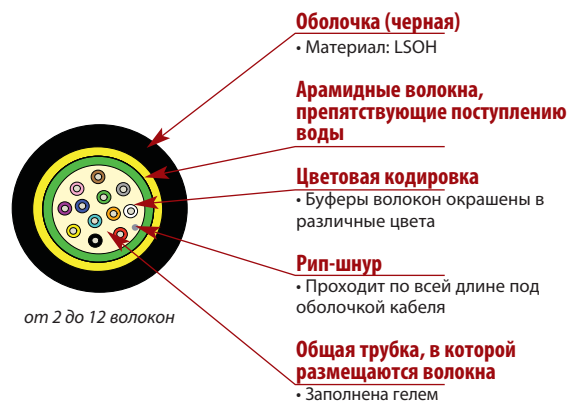 Оболочка (черная)
• Материал: LSOH
Арамидные волокна,
препятствующие поступлению
воды
Цветовая кодировка
• Буферы волокон окрашены в
различные цвета
Рип-шнур
• Проходит по всей длине под
оболочкой кабеля
Общая трубка, в которой
размещаются волокна
• Заполнена гелем
от 2 до 12 волокон